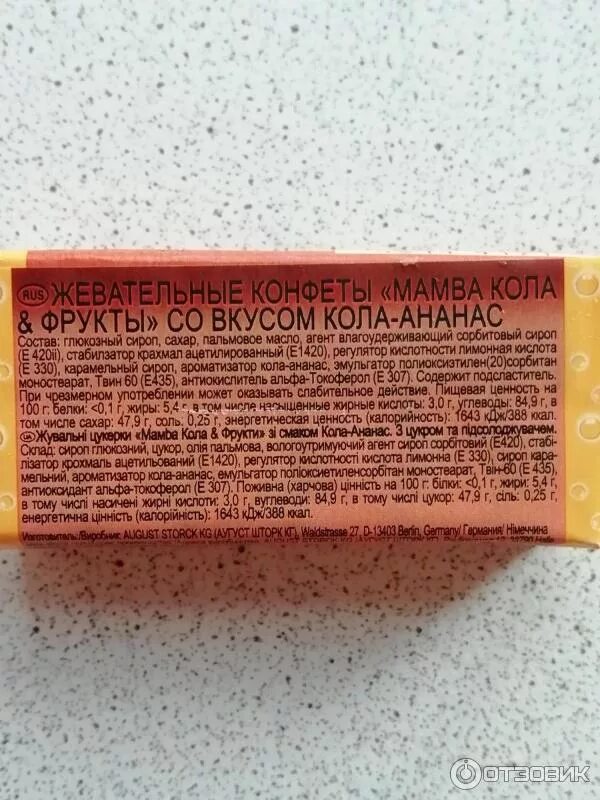 RUS ЖЕВАТЕЛЬНЫЕ КОНФЕТЫ «МАМВА КОЛА
& ФРУКТЫ» СО ВКУСОМ КОЛА-АНАНАС
Состав: глюкозный сироп, сахар, пальмовое масло, агент влагоудерживающий сорбитовый сироп
(Е 420ii), стабилзатор крахмал ацетилированный (Е1420), регулятор кислотности лимонная кислота
(Е 330), карамельный сироп, ароматизатор кола-ананас, эмульгатор полиоксиэтилен(20)сорбитан
моностеарат, Твин 60 (Е435), антиокислитель альфа-Токоферол (Е 307). Содержит подсластитель.
При чрезмерном употреблении может оказывать слабительное действие. Пищевая ценность на
100 г: белки: <0,1 г, жиры: 5,4 г, в том числе насыщенные жирные кислоты: 3,0 г, углеводы: 84,9 г, в
том числе сахар: 47,9 г, соль: 0,25 г, энергетическая ценность (калорийность): 1643 кДж/388 ккал.
UA Жувальні цукерки «Mamba Кола & Фрукти» зі смаком Кола-Ананас. З цукром та підсолоджувачем.
Склад: сироп глюкозний, цукор, олія пальмова, вологоутримуючий агент сироп сорбітовий (Е420), стабі-
лізатор крохмаль ацетильований (Е1420), регулятор кислотності кислота лимонна (Е 330), сироп кара-
мельний, ароматизатор кола-ананас, емульгатор поліоксіетиленсорбітан моностеарат, Твін-60 (Е 435),
антиоксидант альфа-токоферол (Е 307). Поживна (харчова) цінність на 100 г: білки: <0,1 г, жири: 5,4 г,
в тому числі насичені жирні кислоти: 3,0 г, вуглеводи: 84,9 г, в тому числі цукор: 47,9 г, сіль: 0,25 г,
енергетична цінність (калорійність): 1643 кДж/388 ккал.
Изготовитель:/Виробник: AUGUST STORCK KG (АУГУСТ ШТОРК КГ), Waldstrasse 27, D-13403 Berlin, Germany/ Германия/ Німеччина
AUGUST STORCK KG (АУГУСТ ШТОРК КГ)
ОТЗОВИК